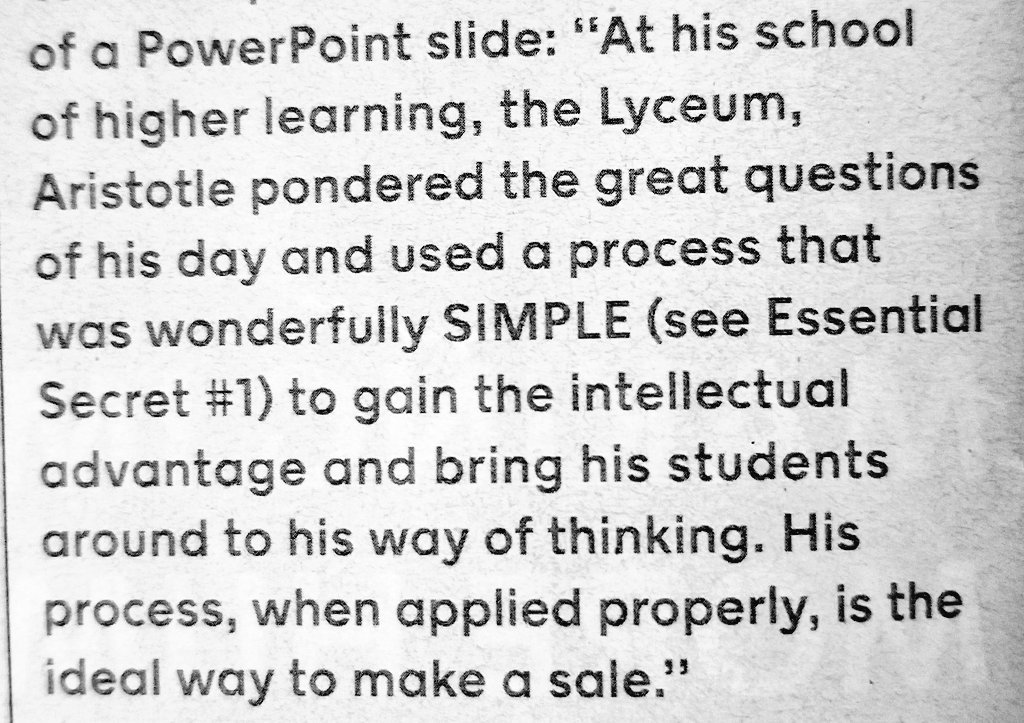 of a PowerPoint slide: “At his school
of higher learning, the Lyceum,
Aristotle pondered the great questions
of his day and used a process that
was wonderfully SIMPLE (see Essential
Secret #1) to gain the intellectual
advantage and bring his students
around to his way of thinking. His
process, when applied properly, is the
ideal way to make a sale.”